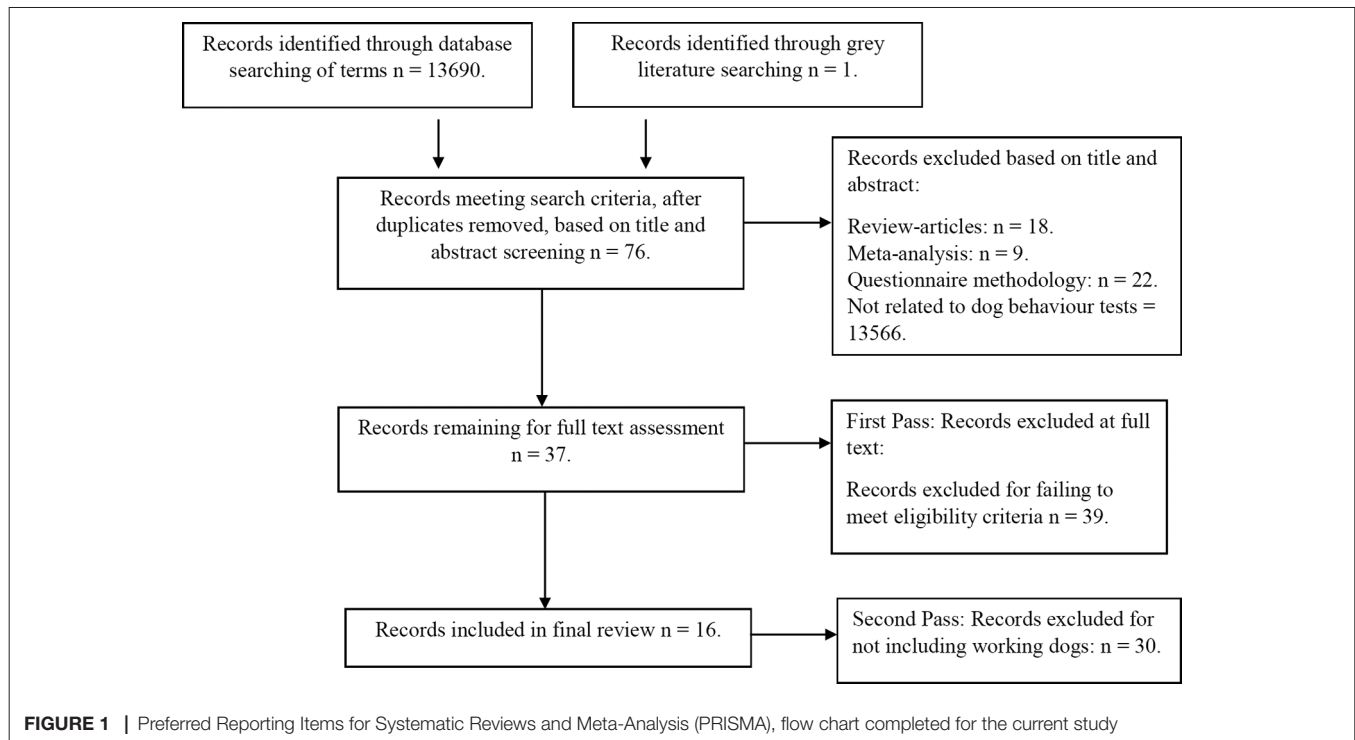 Records identified through database
searching of terms n = 13690.
Records identified through grey
literature searching n = 1.
Records meeting search criteria, after
duplicates removed, based on title and
abstract screening n = 76.
Records excluded based on title and
abstract:
Review-articles: n = 18.
Meta-analysis: n = 9.
Questionnaire methodology: n = 22.
Not related to dog behaviour tests =
13566.
Records remaining for full text assessment
n = 37.
First Pass: Records excluded at full
text:
Records excluded for failing to
meet eligibility criteria n = 39.
Records included in final review n = 16.
Second Pass: Records excluded for
not including working dogs: n = 30.
FIGURE 1 | Preferred Reporting Items for Systematic Reviews and Meta-Analysis (PRISMA), flow chart completed for the current study